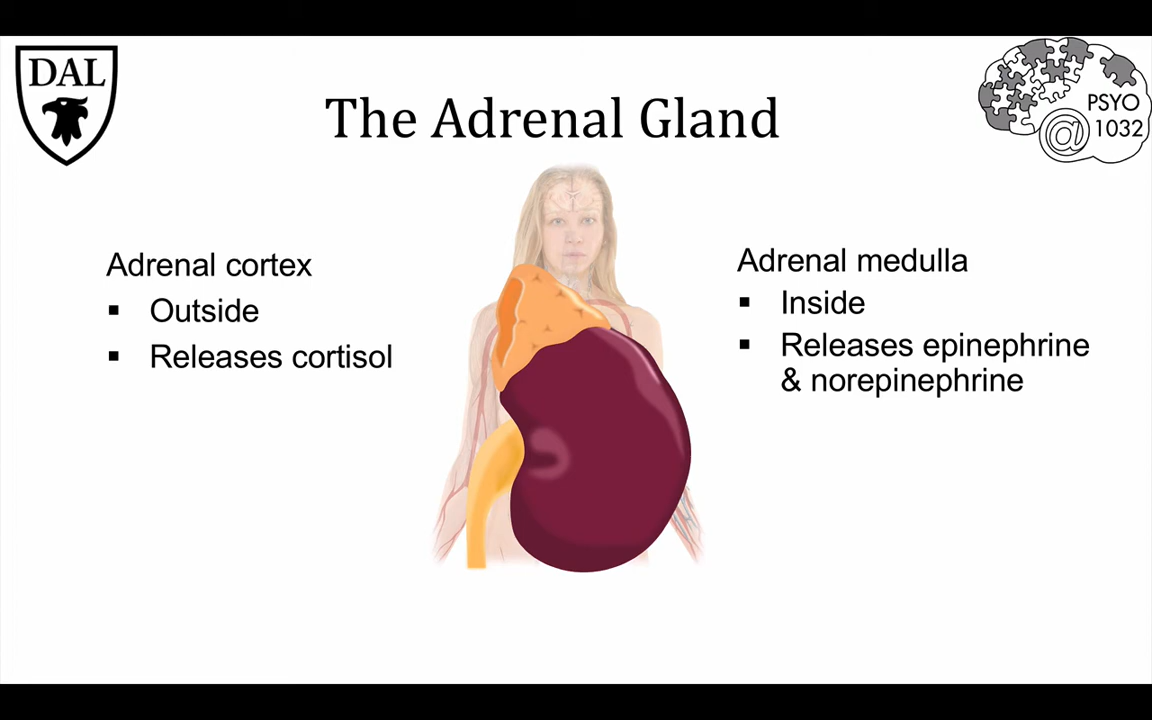 DAL
The Adrenal Gland
PSYO
@ 1032
Adrenal cortex
▪ Outside
▪ Releases cortisol
Adrenal medulla
▪ Inside
▪ Releases epinephrine
& norepinephrine